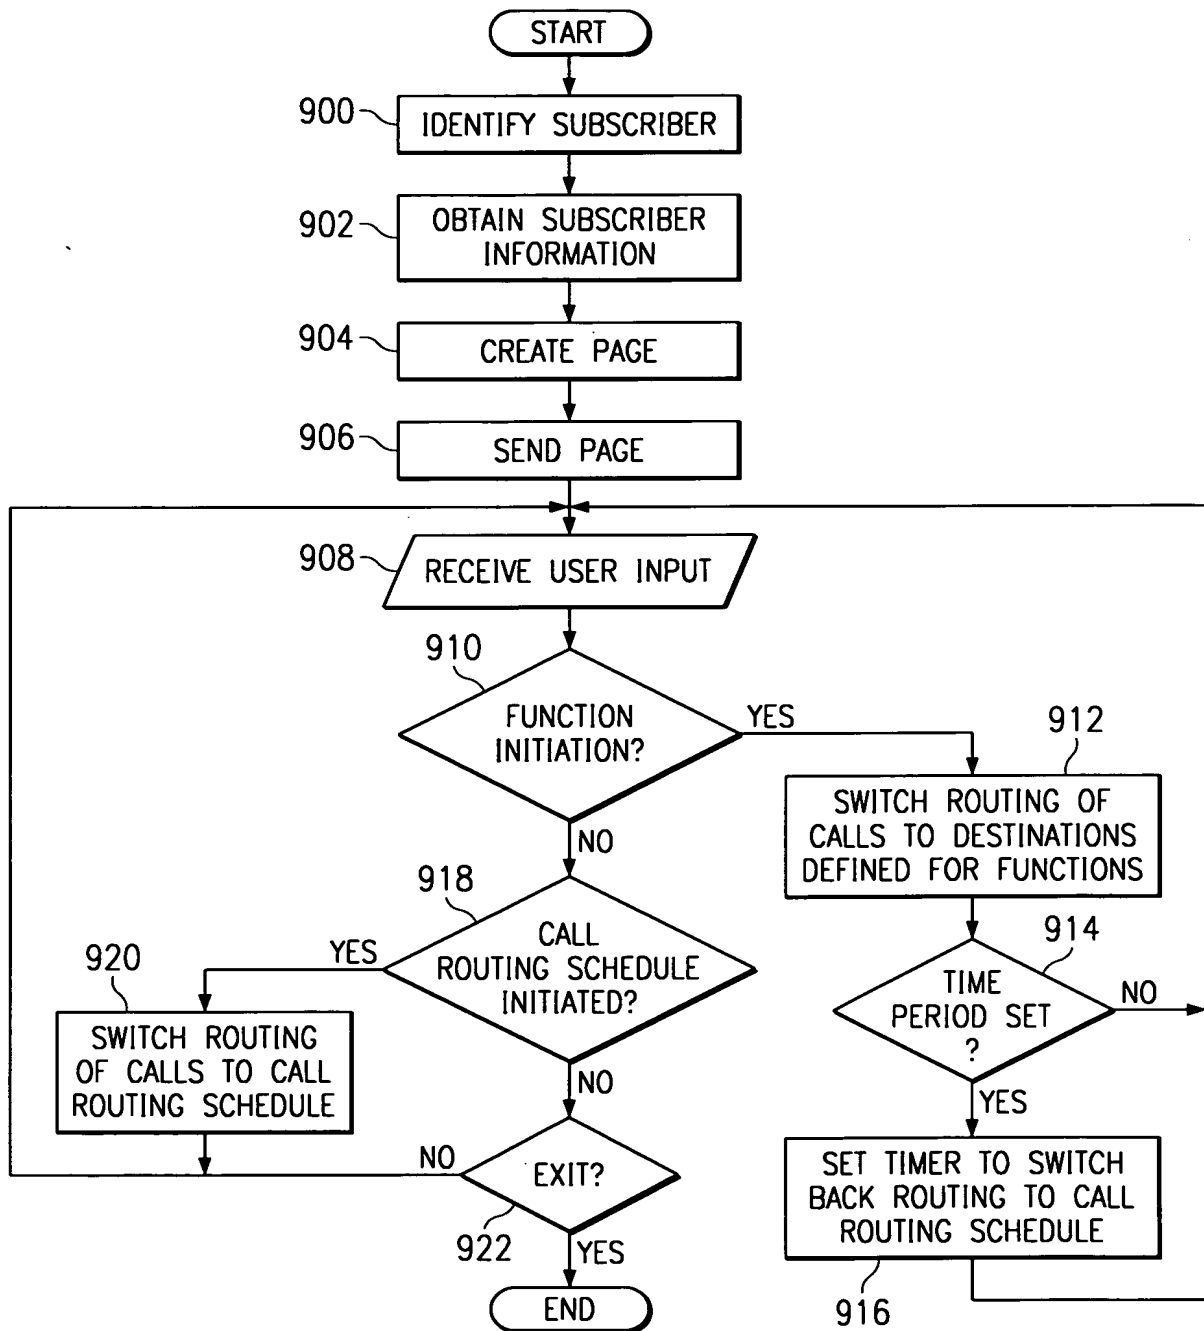 START
900
IDENTIFY SUBSCRIBER
902
OBTAIN SUBSCRIBER
INFORMATION
904
CREATE PAGE
906
SEND PAGE
908
RECEIVE USER INPUT
910
FUNCTION
INITIATION?
YES
NO
912
SWITCH ROUTING OF
CALLS TO DESTINATIONS
DEFINED FOR FUNCTIONS
914
TIME
PERIOD SET
?
NO
YES
SET TIMER TO SWITCH
BACK ROUTING TO CALL
ROUTING SCHEDULE
916
918
CALL
ROUTING SCHEDULE
INITIATED?
YES
NO
920
SWITCH ROUTING
OF CALLS TO CALL
ROUTING SCHEDULE
EXIT?
NO
922
YES
END